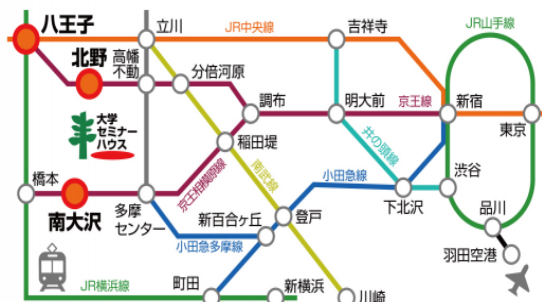 八王子
立川
JR中央線
吉祥寺
JR山手線
北野
高幡
不動
分倍河原
調布
明大前
京王線
新宿
東京
大学
セミナー
ハウス
稲田堤
井の頭線
京王相模原線
南武線
小田急線
渋谷
橋本
南大沢
多摩
センター
新百合ヶ丘
登戸
下北沢
品川
小田急多摩線
羽田空港
町田
新横浜
JR横浜線
川崎